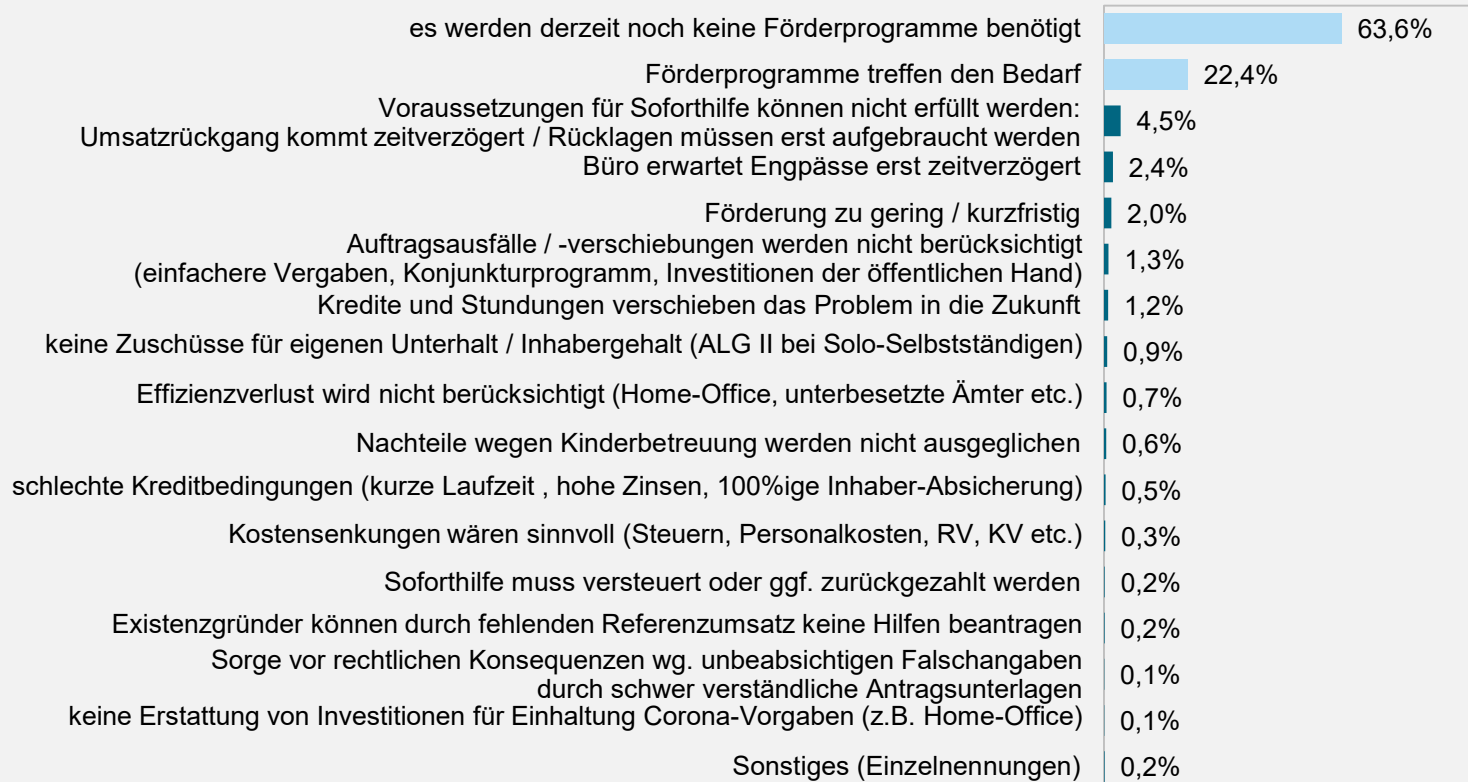 es werden derzeit noch keine Förderprogramme benötigt 63,6%
Förderprogramme treffen den Bedarf 22,4%
Voraussetzungen für Soforthilfe können nicht erfüllt werden:
Umsatzrückgang kommt zeitverzögert / Rücklagen müssen erst aufgebraucht werden 4,5%
Büro erwartet Engpässe erst zeitverzögert 2,4%
Förderung zu gering / kurzfristig 2,0%
Auftragsausfälle / -verschiebungen werden nicht berücksichtigt
(einfachere Vergaben, Konjunkturprogramm, Investitionen der öffentlichen Hand) 1,3%
Kredite und Stundungen verschieben das Problem in die Zukunft 1,2%
keine Zuschüsse für eigenen Unterhalt / Inhabergehalt (ALG II bei Solo-Selbstständigen) 0,9%
Effizienzverlust wird nicht berücksichtigt (Home-Office, unterbesetzte Ämter etc.) 0,7%
Nachteile wegen Kinderbetreuung werden nicht ausgeglichen 0,6%
schlechte Kreditbedingungen (kurze Laufzeit , hohe Zinsen, 100%ige Inhaber-Absicherung) 0,5%
Kostensenkungen wären sinnvoll (Steuern, Personalkosten, RV, KV etc.) 0,3%
Soforthilfe muss versteuert oder ggf. zurückgezahlt werden 0,2%
Existenzgründer können durch fehlenden Referenzumsatz keine Hilfen beantragen 0,2%
Sorge vor rechtlichen Konsequenzen wg. unbeabsichtigen Falschangaben
durch schwer verständliche Antragsunterlagen 0,1%
keine Erstattung von Investitionen für Einhaltung Corona-Vorgaben (z.B. Home-Office) 0,1%
Sonstiges (Einzelnennungen) 0,2%